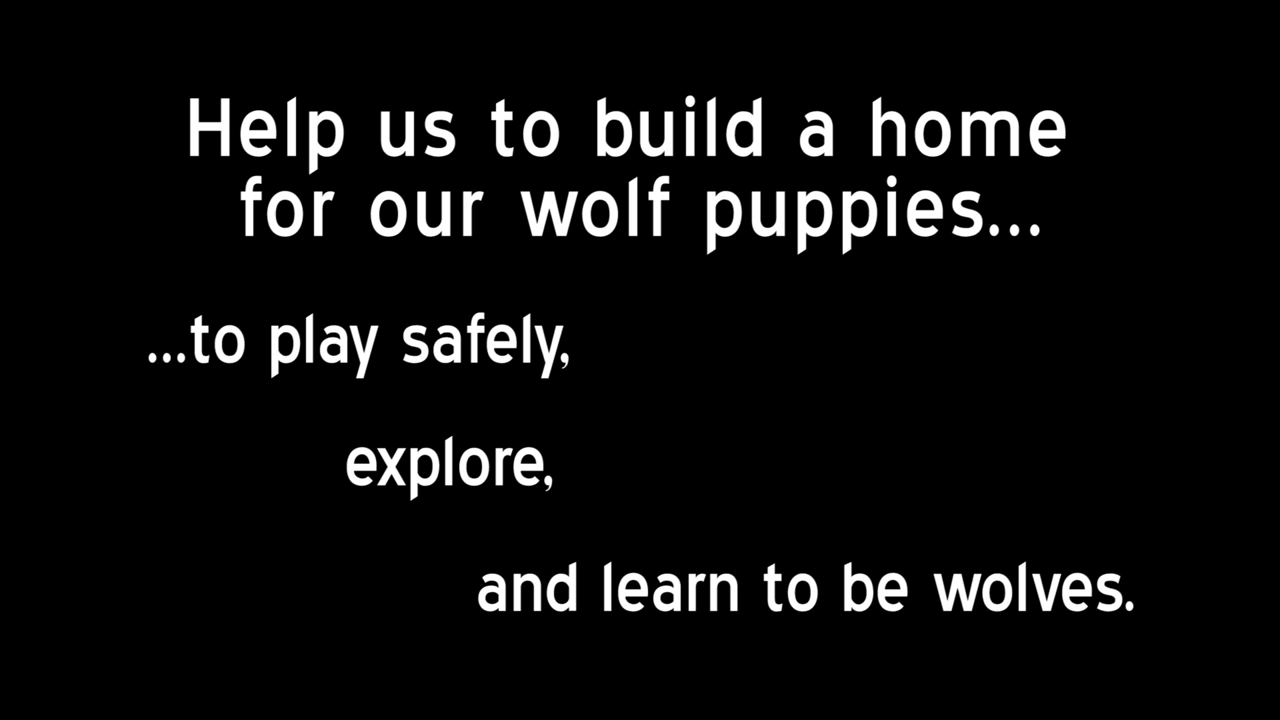 Help us to build a home
for our wolf puppies...
...to play safely,
explore,
and learn to be wolves.